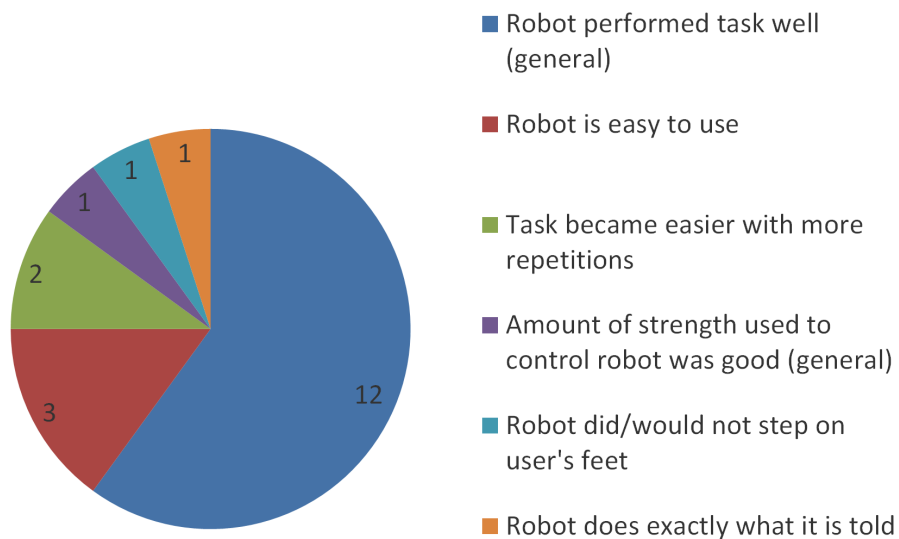 Robot performed task well
(general)
Robot is easy to use
Task became easier with more
repetitions
Amount of strength used to
control robot was good (general)
Robot did/would not step on
user's feet
Robot does exactly what it is told
1
1
1
2
3
12